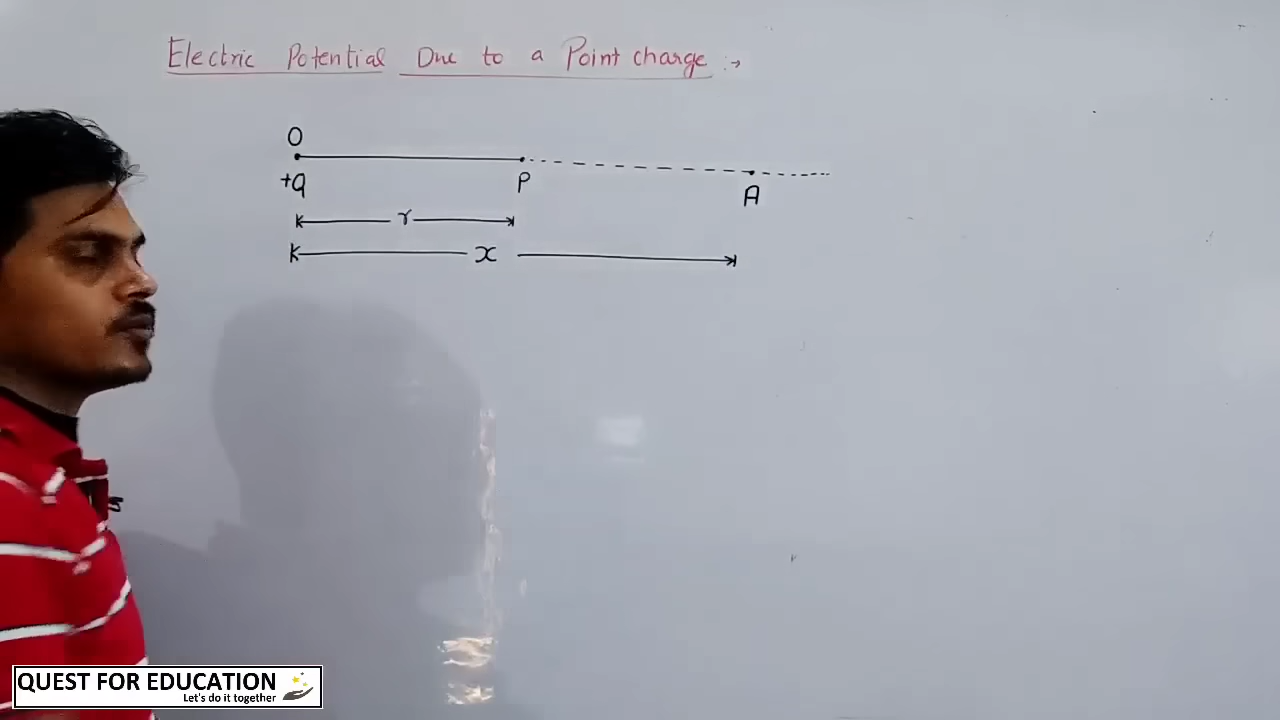 Electric Potential Due to a Point charge :→
O
+Q P A
r
x
QUEST FOR EDUCATION
Let's do it together